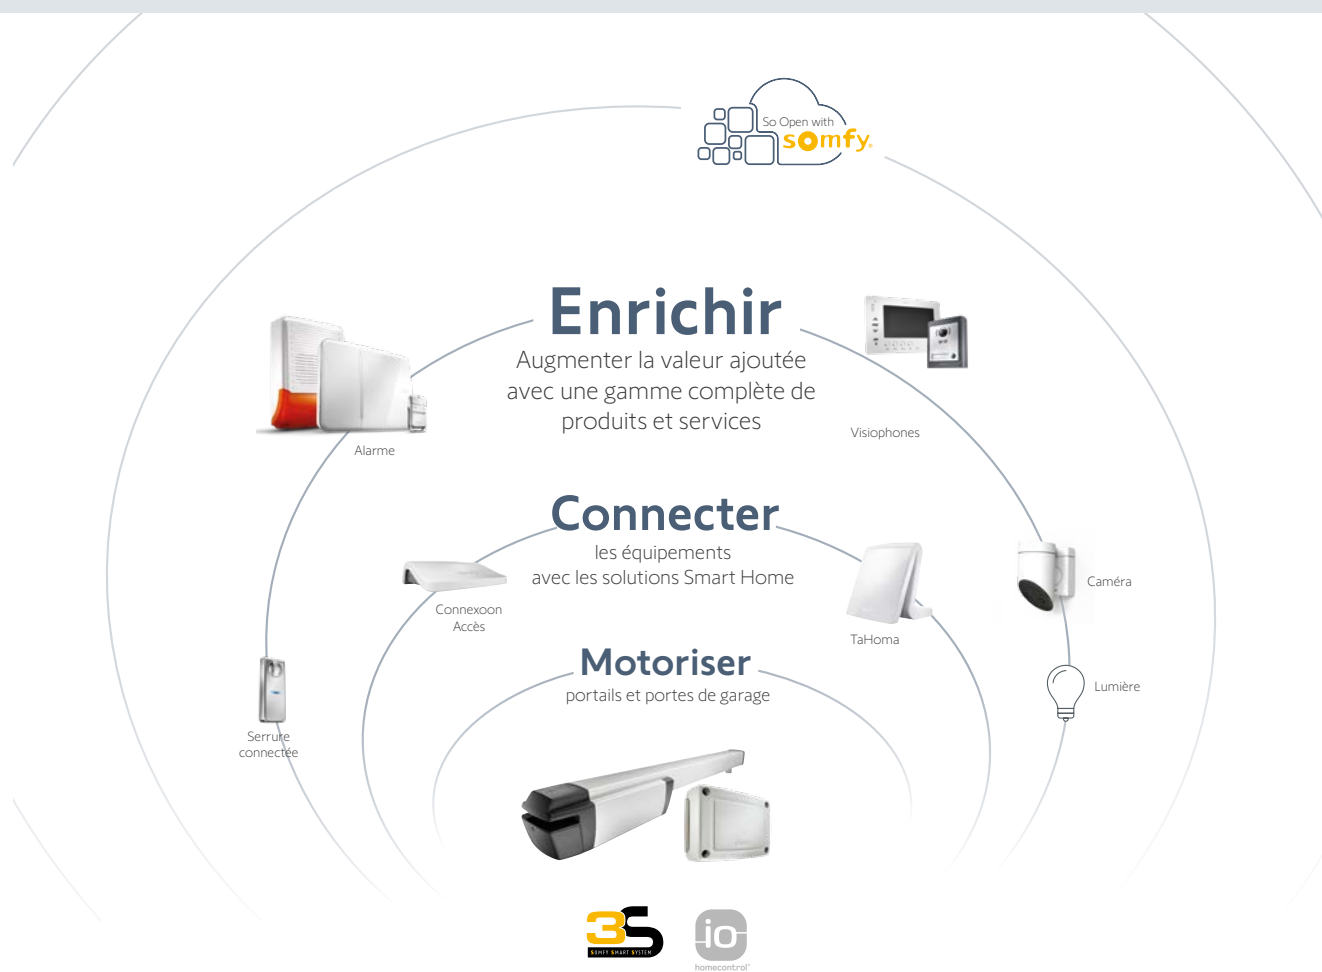 So Open with
somfy®
Enrichir
Augmenter la valeur ajoutée
avec une gamme complète de
produits et services
Alarme
Visiophones
Connecter
les équipements
avec les solutions Smart Home
Connexoon
Accès
TaHoma
Caméra
Motoriser
portails et portes de garage
Lumière
Serrure
connectée
3S
SOMFY SMART SYSTEM
io
homecontrol™